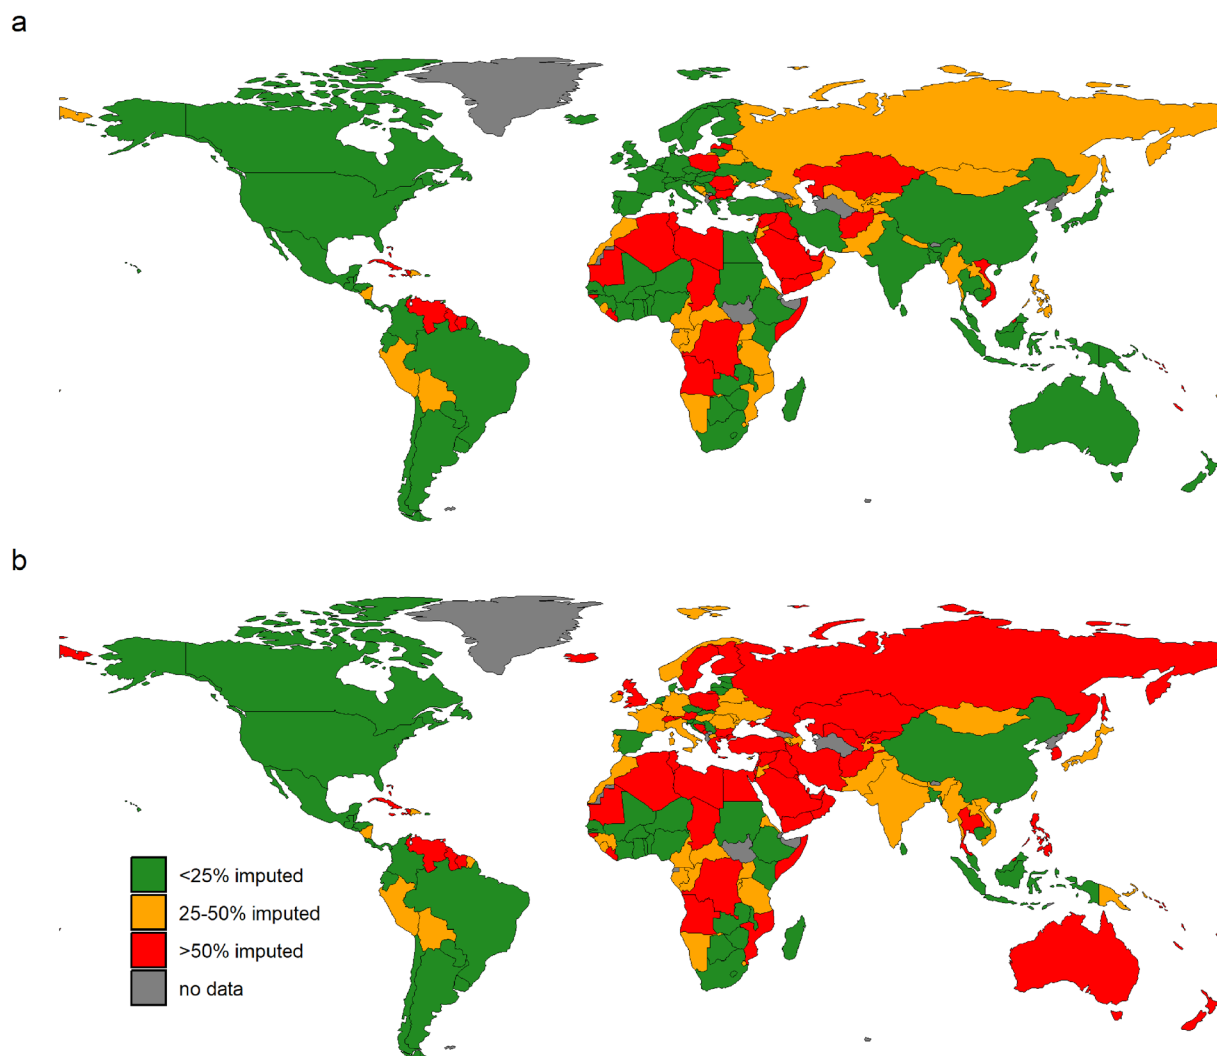 a
b
<25% imputed
25-50% imputed
>50% imputed
no data